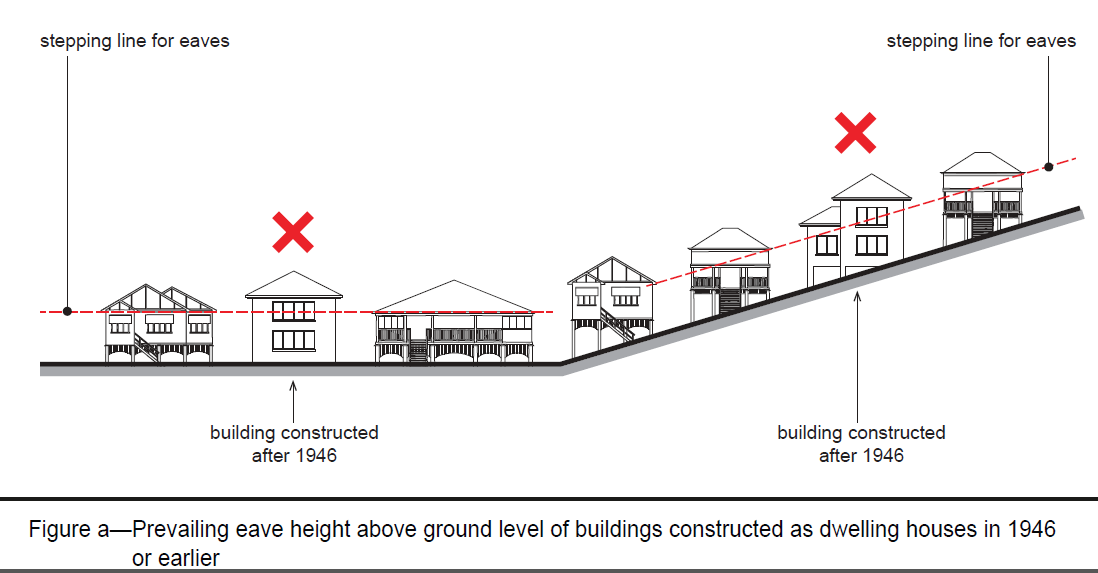 stepping line for eaves
stepping line for eaves
building constructed
after 1946
building constructed
after 1946
Figure a—Prevailing eave height above ground level of buildings constructed as dwelling houses in 1946
or earlier